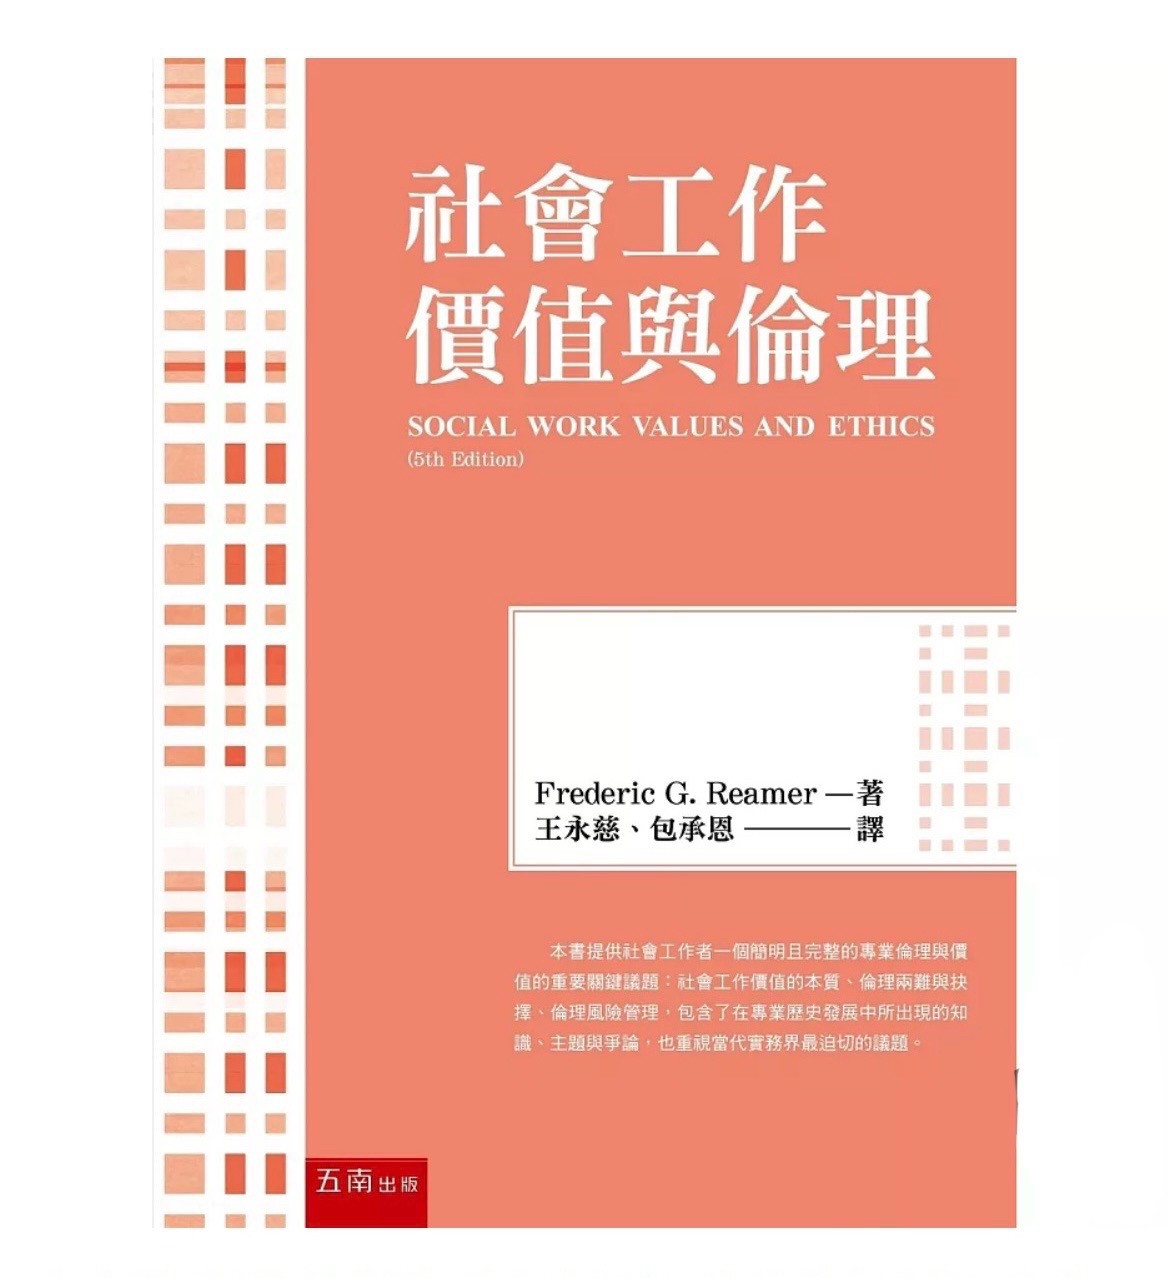 社會工作
價值與倫理
SOCIAL WORK VALUES AND ETHICS
(5th Edition)
Frederic G. Reamer — 著
王永慈、包承恩 ——— 譯
本書提供社會工作者一個簡明且完整的專業倫理與價
值的重要關鍵議題：社會工作價值的本質、倫理兩難與抉
擇、倫理風險管理，包含了在專業歷史發展中所出現的知
識、主題與爭論，也重視當代實務界最迫切的議題。
五南出版